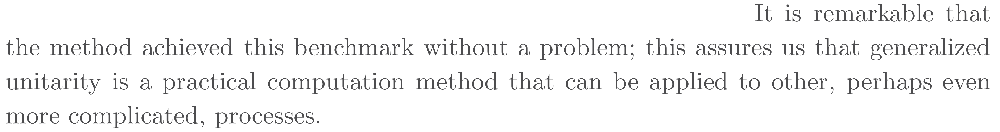 It is remarkable that
the method achieved this benchmark without a problem; this assures us that generalized
unitarity is a practical computation method that can be applied to other, perhaps even
more complicated, processes.